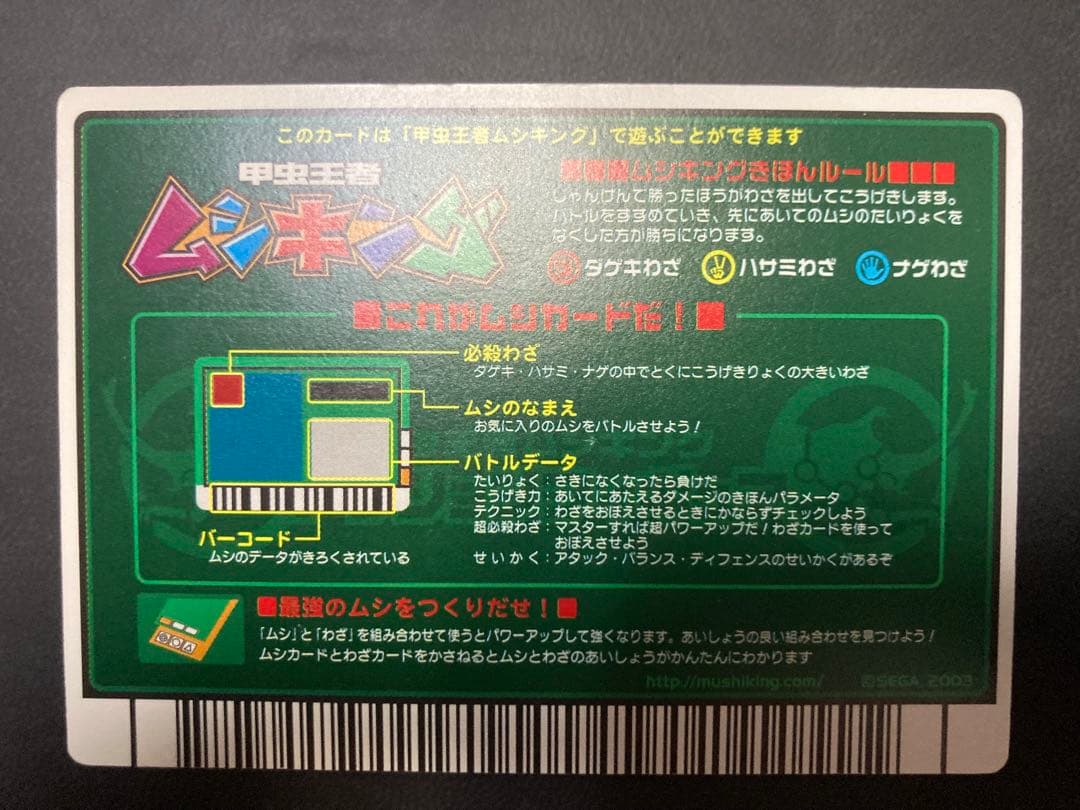 このカードは「甲虫王者ムシキング」で遊ぶことができます
甲虫王者
ムシキング
■■■ムシキングきほんルール■■■
じゃんけんで勝ったほうがわざを出してこうげきします。
バトルをすすめていき、先にあいてのムシのたいりょくを
なくした方が勝ちになります。
ダゲキわざ
ハサミわざ
ナゲわざ
■これがムシカードだ！■
必殺わざ
ダゲキ・ハサミ・ナゲの中でとくにこうげきりょくの大きいわざ
ムシのなまえ
お気に入りのムシをバトルさせよう！
バトルデータ
たいりょく：さきになくなったら負けだ
こうげき力：あいてにあたえるダメージのきほんパラメータ
テクニック：わざをおぼえさせるときにかならずチェックしよう
超必殺わざ：マスターすれば超パワーアップだ！わざカードを使って
おぼえさせよう
せいかく：アタック・バランス・ディフェンスのせいかくがあるぞ
バーコード
ムシのデータがきろくされている
■最強のムシをつくりだせ！■
「ムシ」と「わざ」を組み合わせて使うとパワーアップして強くなります。あいしょうの良い組み合わせを見つけよう！
ムシカードとわざカードをかさねるとムシとわざのあいしょうがかんたんにわかります
http://mushiking.com/
©SEGA 2003